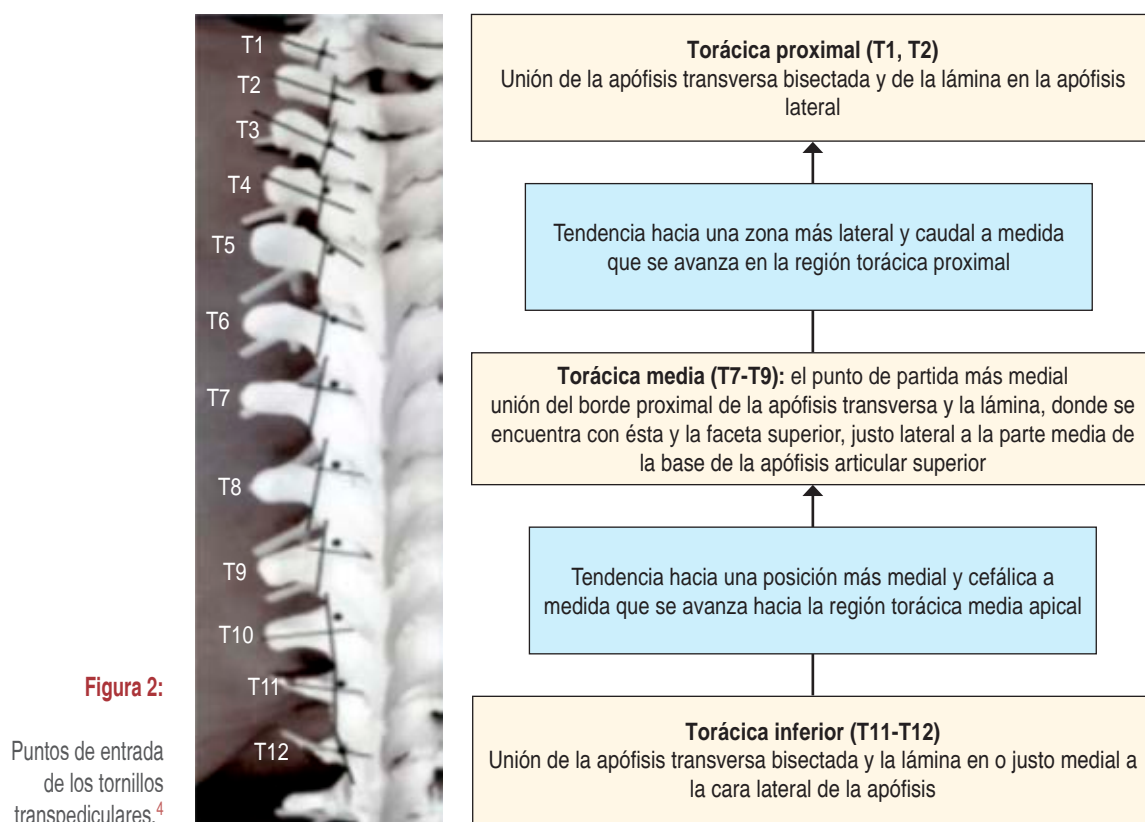 T1
T2
T3
T4
T5
T6
T7
T8
T9
T10
T11
T12
Torácica proximal (T1, T2)
Unión de la apófisis transversa bisectada y de la lámina en la apófisis
lateral
Tendencia hacia una zona más lateral y caudal a medida
que se avanza en la región torácica proximal
Torácica media (T7-T9): el punto de partida más medial
unión del borde proximal de la apófisis transversa y la lámina, donde se
encuentra con ésta y la faceta superior, justo lateral a la parte media de
la base de la apófisis articular superior
Tendencia hacia una posición más medial y cefálica a
medida que se avanza hacia la región torácica media apical
Torácica inferior (T11-T12)
Unión de la apófisis transversa bisectada y la lámina en o justo medial a
la cara lateral de la apófisis
Figura 2:
Puntos de entrada
de los tornillos
transpediculares.4